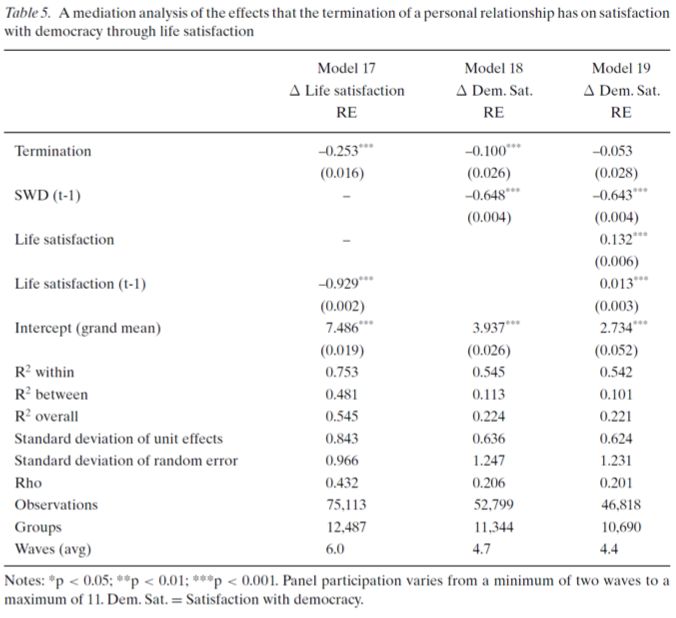 Table 5. A mediation analysis of the effects that the termination of a personal relationship has on satisfaction
with democracy through life satisfaction
Model 17 Model 18 Model 19
Δ Life satisfaction Δ Dem. Sat. Δ Dem. Sat.
RE RE RE
Termination −0.253*** −0.100*** −0.053
(0.016) (0.026) (0.028)
SWD (t-1) – −0.648*** −0.643***
(0.004) (0.004)
Life satisfaction – 0.132***
(0.006)
Life satisfaction (t-1) −0.929*** 0.013***
(0.002) (0.003)
Intercept (grand mean) 7.486*** 3.937*** 2.734***
(0.019) (0.026) (0.052)
R² within 0.753 0.545 0.542
R² between 0.481 0.113 0.101
R² overall 0.545 0.224 0.221
Standard deviation of unit effects 0.843 0.636 0.624
Standard deviation of random error 0.966 1.247 1.231
Rho 0.432 0.206 0.201
Observations 75,113 52,799 46,818
Groups 12,487 11,344 10,690
Waves (avg) 6.0 4.7 4.4
Notes: *p < 0.05; **p < 0.01; ***p < 0.001. Panel participation varies from a minimum of two waves to a
maximum of 11. Dem. Sat. = Satisfaction with democracy.